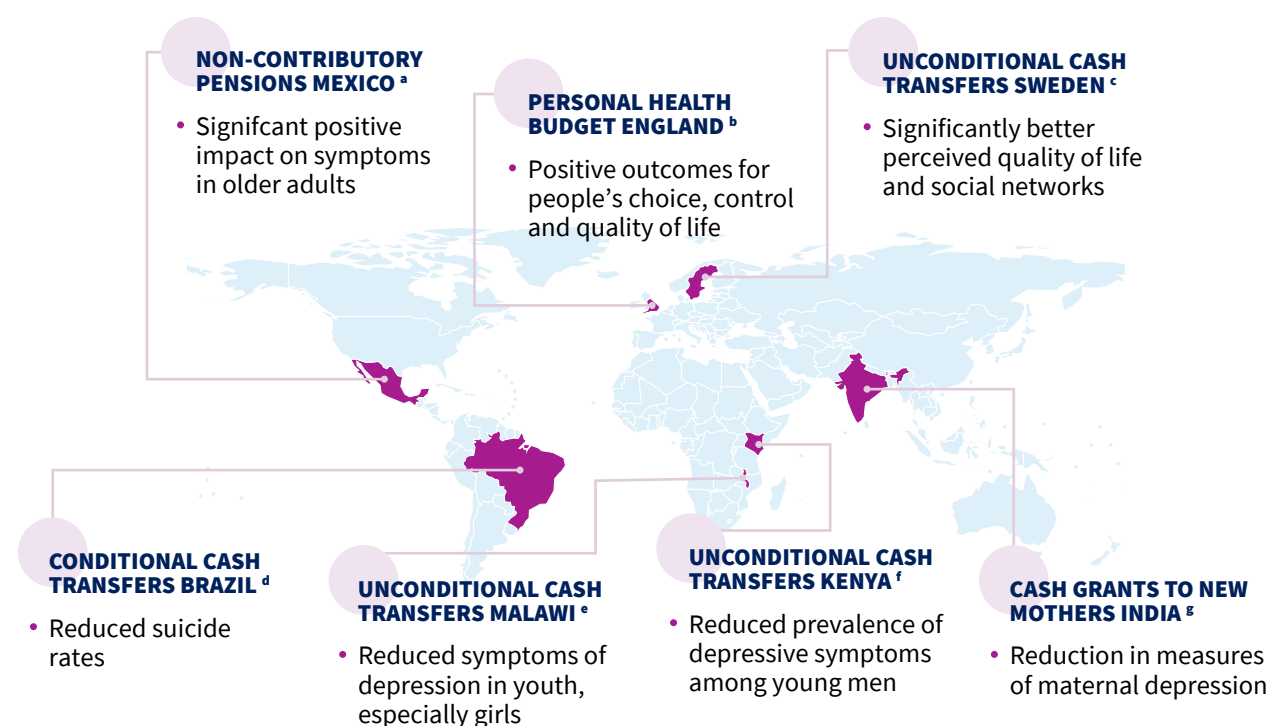 NON-CONTRIBUTORY
PENSIONS MEXICO a
• Signifcant positive
impact on symptoms
in older adults
PERSONAL HEALTH
BUDGET ENGLAND b
• Positive outcomes for
people’s choice, control
and quality of life
UNCONDITIONAL CASH
TRANSFERS SWEDEN c
• Significantly better
perceived quality of life
and social networks
CONDITIONAL CASH
TRANSFERS BRAZIL d
• Reduced suicide
rates
UNCONDITIONAL CASH
TRANSFERS MALAWI e
• Reduced symptoms of
depression in youth,
especially girls
UNCONDITIONAL CASH
TRANSFERS KENYA f
• Reduced prevalence of
depressive symptoms
among young men
CASH GRANTS TO NEW
MOTHERS INDIA g
• Reduction in measures
of maternal depression